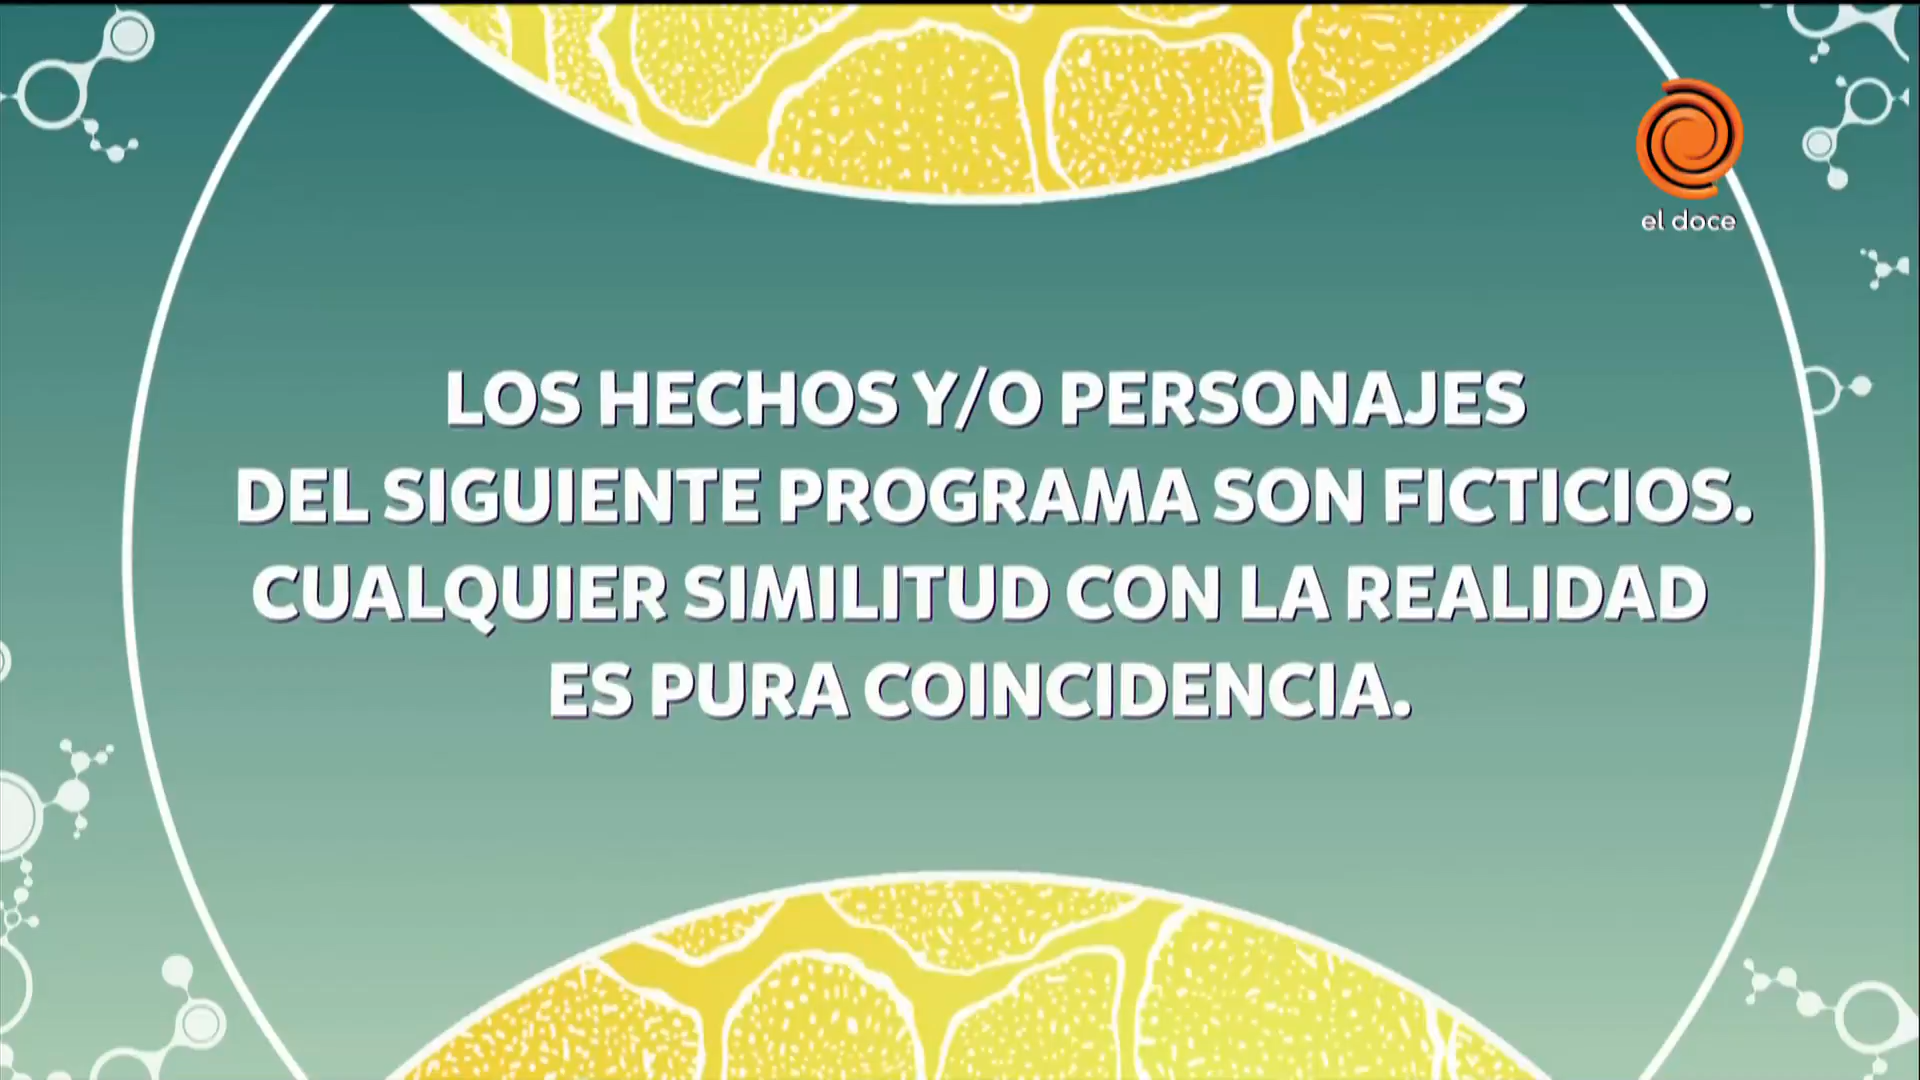 el doce
LOS HECHOS Y/O PERSONAJES
DEL SIGUIENTE PROGRAMA SON FICTICIOS.
CUALQUIER SIMILITUD CON LA REALIDAD
ES PURA COINCIDENCIA.